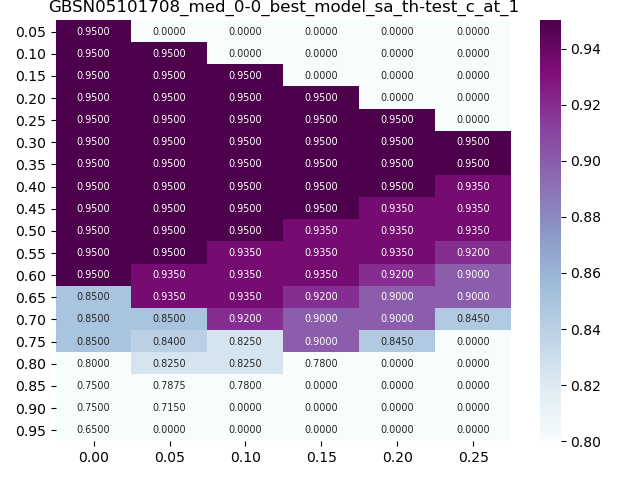 GBSN05101708_med_0-0_best_model_sa_th-test_c_at_1
0.05 0.9500 0.0000 0.0000 0.0000 0.0000 0.0000
0.10 0.9500 0.9500 0.0000 0.0000 0.0000 0.0000
0.15 0.9500 0.9500 0.9500 0.0000 0.0000 0.0000
0.20 0.9500 0.9500 0.9500 0.9500 0.0000 0.0000
0.25 0.9500 0.9500 0.9500 0.9500 0.9500 0.0000
0.30 0.9500 0.9500 0.9500 0.9500 0.9500 0.9500
0.35 0.9500 0.9500 0.9500 0.9500 0.9500 0.9500
0.40 0.9500 0.9500 0.9500 0.9500 0.9500 0.9350
0.45 0.9500 0.9500 0.9500 0.9500 0.9350 0.9350
0.50 0.9500 0.9500 0.9500 0.9350 0.9350 0.9350
0.55 0.9500 0.9500 0.9350 0.9350 0.9350 0.9200
0.60 0.9500 0.9350 0.9350 0.9350 0.9200 0.9000
0.65 0.8500 0.9350 0.9350 0.9200 0.9000 0.9000
0.70 0.8500 0.8500 0.9200 0.9000 0.9000 0.8450
0.75 0.8500 0.8400 0.8250 0.9000 0.8450 0.0000
0.80 0.8000 0.8250 0.8250 0.7800 0.0000 0.0000
0.85 0.7500 0.7875 0.7800 0.0000 0.0000 0.0000
0.90 0.7500 0.7150 0.0000 0.0000 0.0000 0.0000
0.95 0.6500 0.0000 0.0000 0.0000 0.0000 0.0000
0.00 0.05 0.10 0.15 0.20 0.25
0.94
0.92
0.90
0.88
0.86
0.84
0.82
0.80